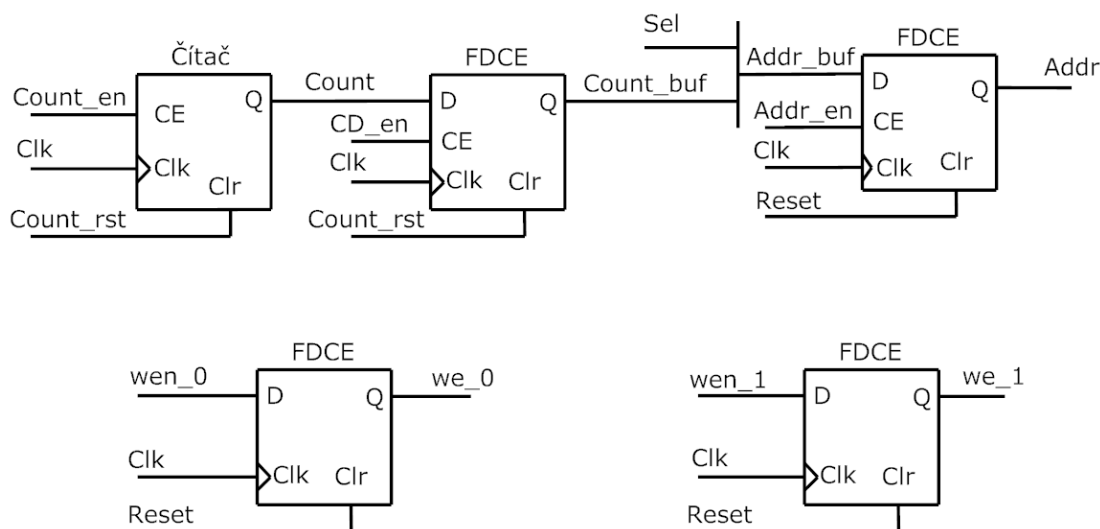 Čítač
Count_en
CE
Q
Clk
Clk
Clr
Count_rst
Count
FDCE
D
Q
CD_en
CE
Clk
Clk
Clr
Count_rst
Count_buf
Sel
Addr_buf
FDCE
D
Q
Addr
Addr_en
CE
Clk
Clk
Clr
Reset
FDCE
wen_0
D
Q
we_0
Clk
Clk
Clr
Reset
FDCE
wen_1
D
Q
we_1
Clk
Clk
Clr
Reset